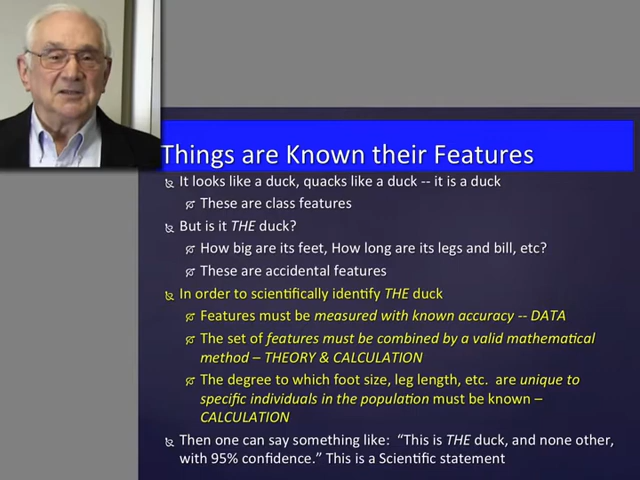 Things are Known their Features
It looks like a duck, quacks like a duck -- it is a duck
These are class features
But is it THE duck?
How big are its feet, How long are its legs and bill, etc?
These are accidental features
In order to scientifically identify THE duck
Features must be measured with known accuracy -- DATA
The set of features must be combined by a valid mathematical
method – THEORY & CALCULATION
The degree to which foot size, leg length, etc. are unique to
specific individuals in the population must be known –
CALCULATION
Then one can say something like: “This is THE duck, and none other,
with 95% confidence.” This is a Scientific statement